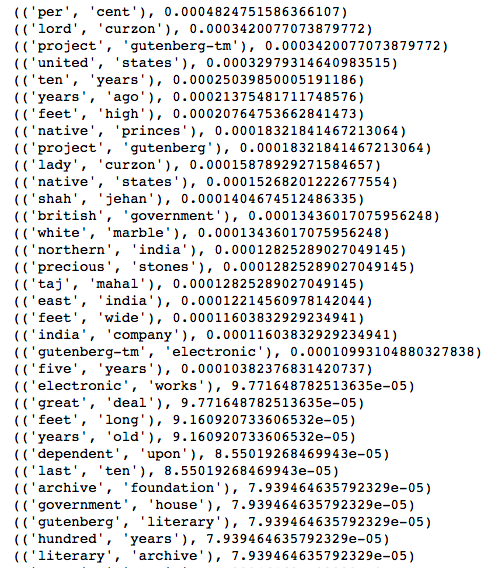 (('per', 'cent'), 0.0004824751586366107)
(('lord', 'curzon'), 0.0003420077073879772)
(('project', 'gutenberg-tm'), 0.0003420077073879772)
(('united', 'states'), 0.00032979314640983515)
(('ten', 'years'), 0.00025039850005191186)
(('years', 'ago'), 0.00021375481711748576)
(('feet', 'high'), 0.00020764753662841473)
(('native', 'princes'), 0.00018321841467213064)
(('project', 'gutenberg'), 0.00018321841467213064)
(('lady', 'curzon'), 0.00015878929271584657)
(('native', 'states'), 0.00015268201222677554)
(('shah', 'jehan'), 0.0001404674512486335)
(('british', 'government'), 0.00013436017075956248)
(('white', 'marble'), 0.00013436017075956248)
(('northern', 'india'), 0.00012825289027049145)
(('precious', 'stones'), 0.00012825289027049145)
(('taj', 'mahal'), 0.00012825289027049145)
(('east', 'india'), 0.00012214560978142044)
(('feet', 'wide'), 0.00011603832929234941)
(('india', 'company'), 0.00011603832929234941)
(('gutenberg-tm', 'electronic'), 0.00010993104880327838)
(('five', 'years'), 0.00010382376831420737)
(('electronic', 'works'), 9.771648782513635e-05)
(('great', 'deal'), 9.771648782513635e-05)
(('feet', 'long'), 9.160920733606532e-05)
(('years', 'old'), 9.160920733606532e-05)
(('dependent', 'upon'), 8.55019268469943e-05)
(('last', 'ten'), 8.55019268469943e-05)
(('archive', 'foundation'), 7.939464635792329e-05)
(('government', 'house'), 7.939464635792329e-05)
(('gutenberg', 'literary'), 7.939464635792329e-05)
(('hundred', 'years'), 7.939464635792329e-05)
(('literary', 'archive'), 7.939464635792329e-05)